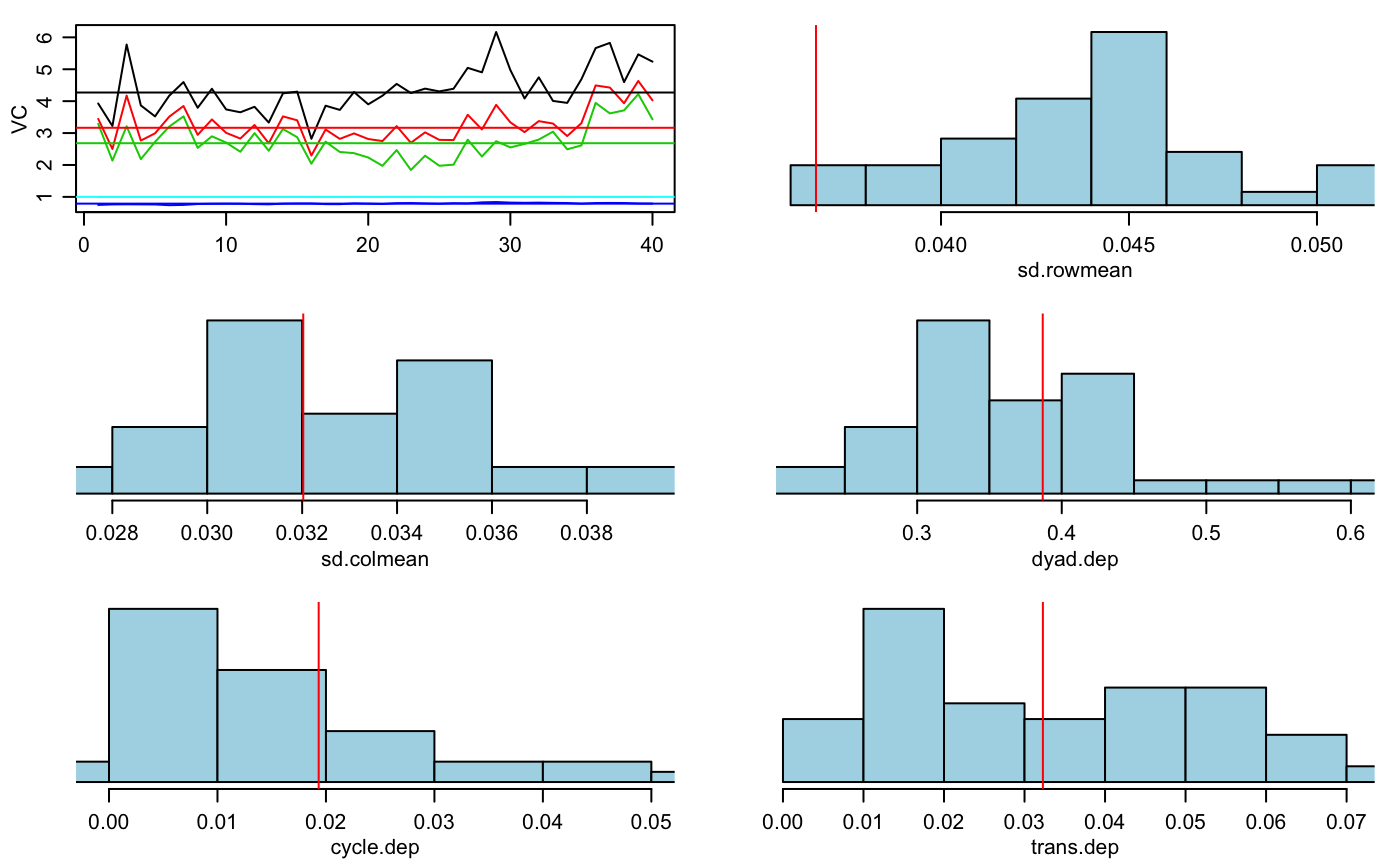 VC
6
5
4
3
2
1
0 10 20 30 40
0.040 0.045 0.050
sd.rowmean
0.028 0.030 0.032 0.034 0.036 0.038
sd.colmean
0.3 0.4 0.5 0.6
dyad.dep
0.00 0.01 0.02 0.03 0.04 0.05
cycle.dep
0.00 0.01 0.02 0.03 0.04 0.05 0.06 0.07
trans.dep